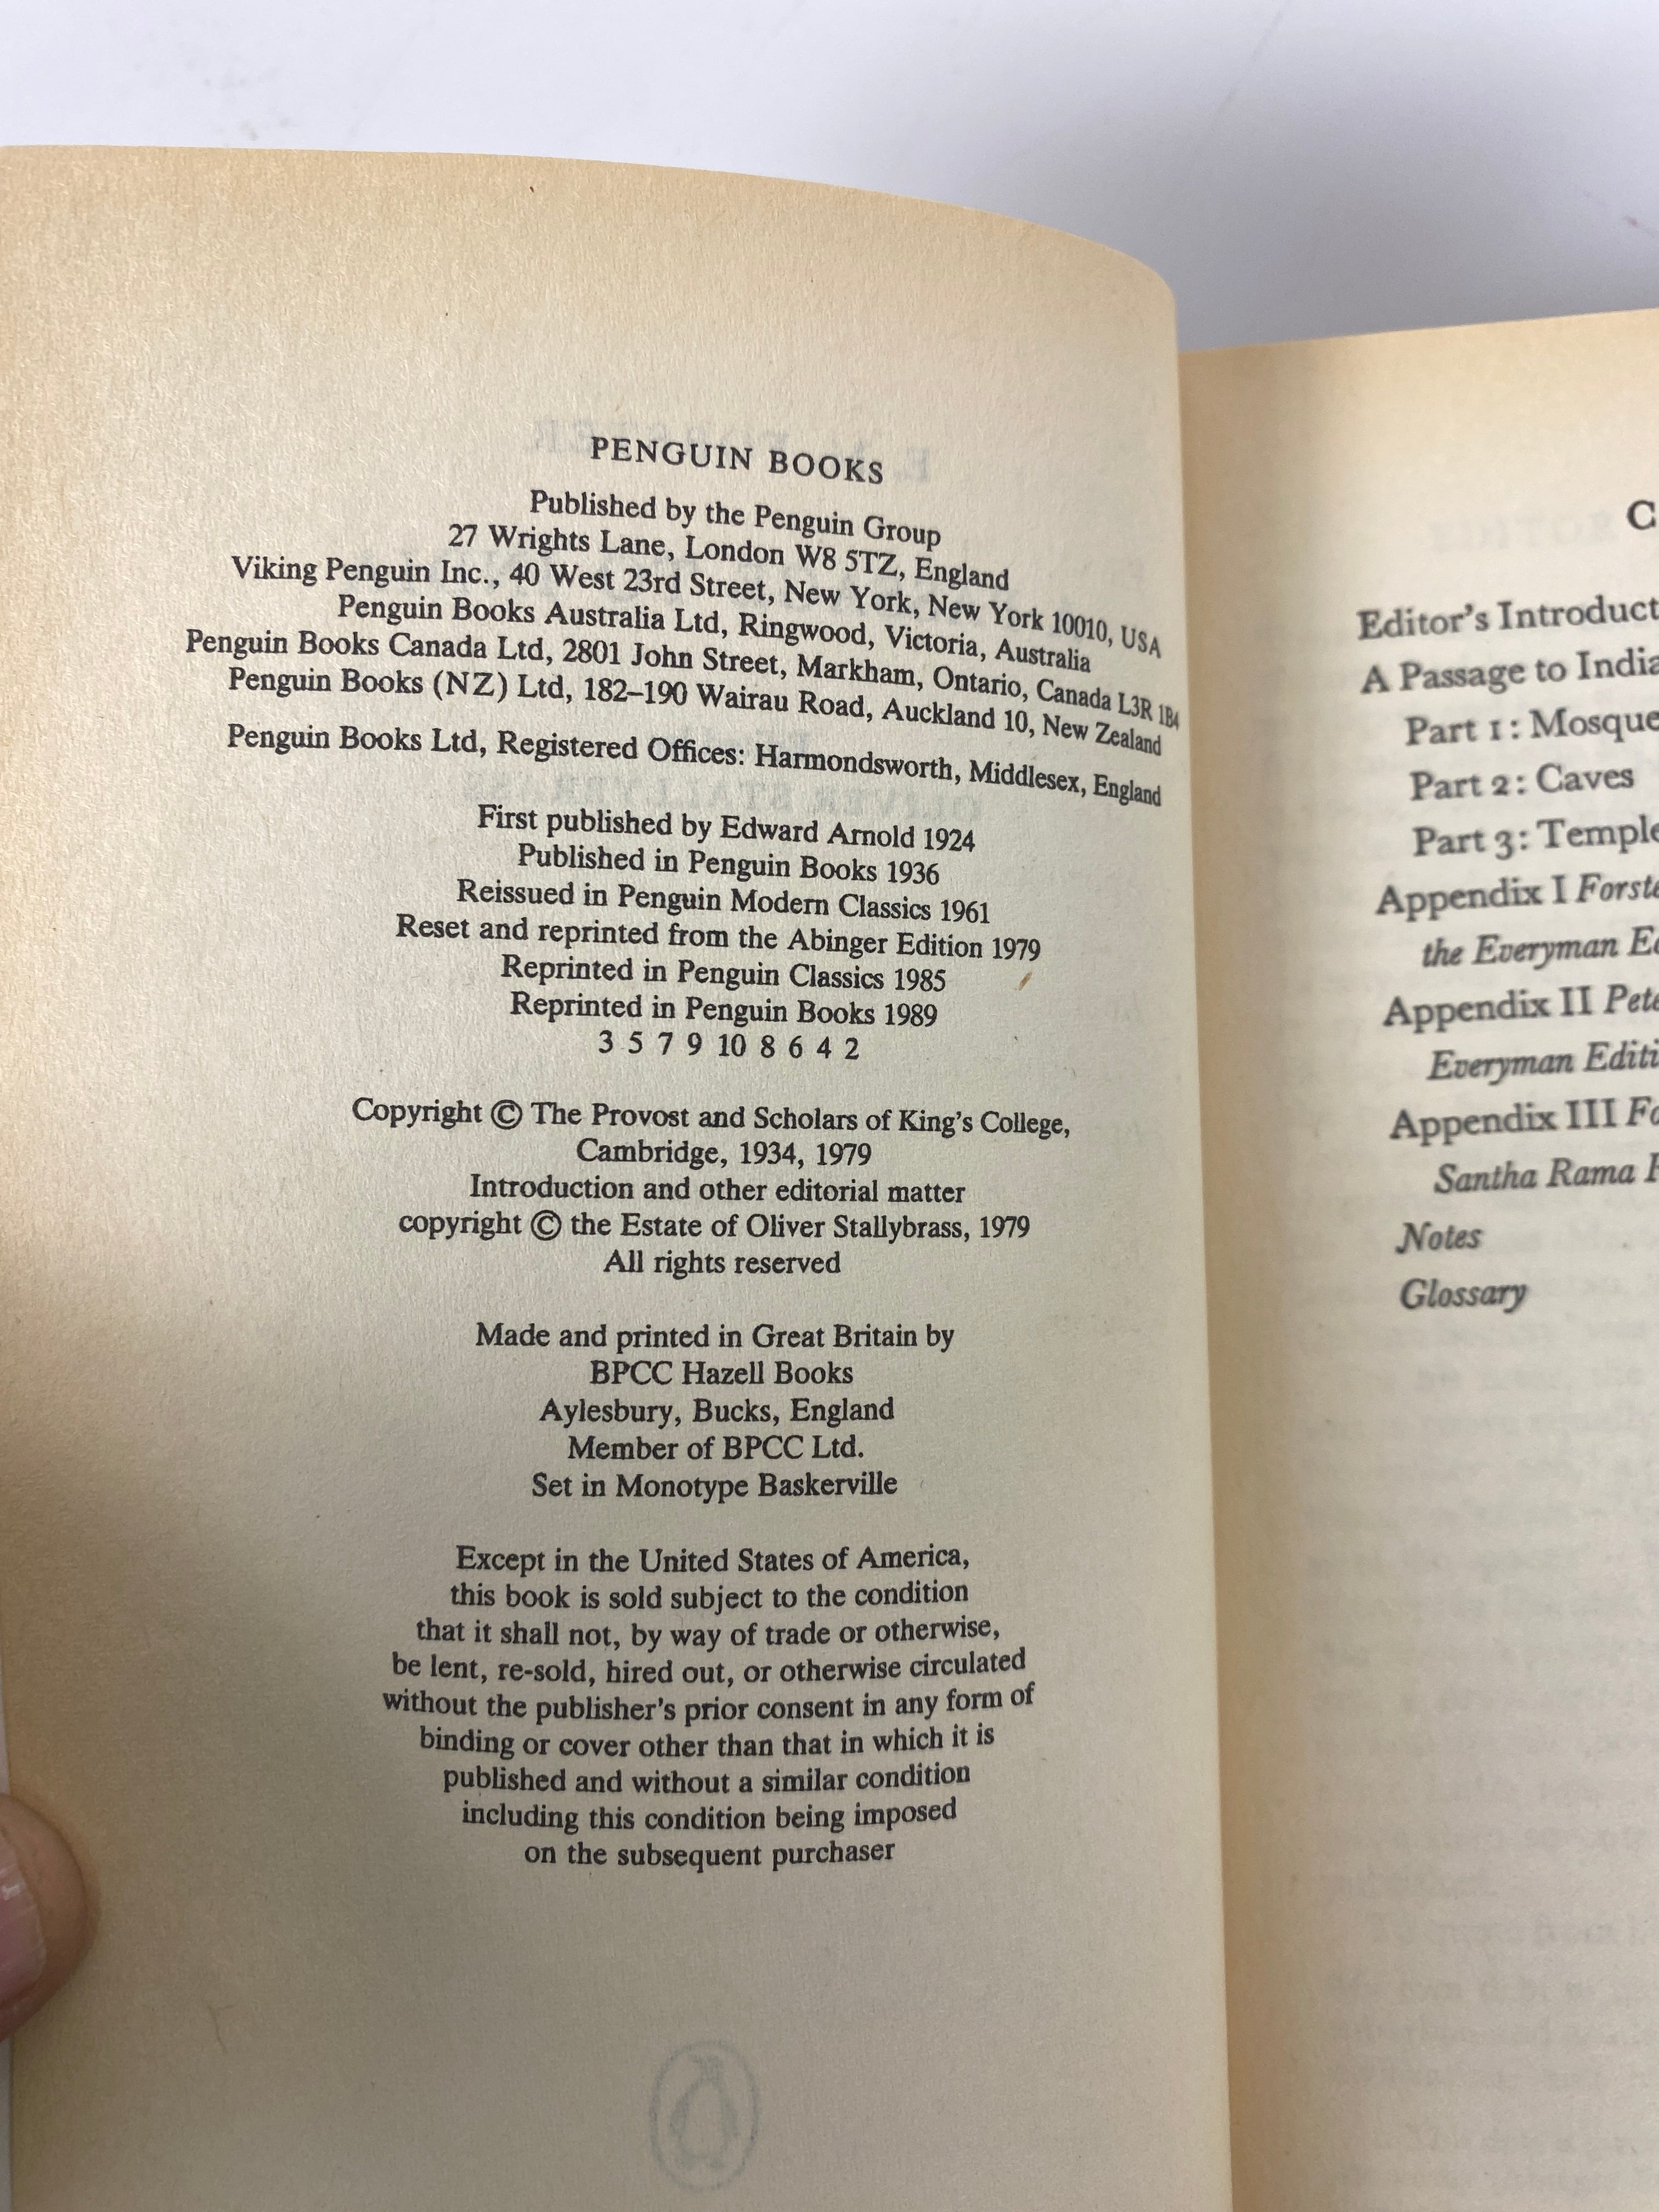 PENGUIN BOOKS
Published by the Penguin Group
27 Wrights Lane, London W8 5TZ, England
Viking Penguin Inc., 40 West 23rd Street, New York, New York 10010, USA
Penguin Books Australia Ltd, Ringwood, Victoria, Australia
Penguin Books Canada Ltd, 2801 John Street, Markham, Ontario, Canada L3R 1B4
Penguin Books (NZ) Ltd, 182–190 Wairau Road, Auckland 10, New Zealand
Penguin Books Ltd, Registered Offices: Harmondsworth, Middlesex, England
First published by Edward Arnold 1924
Published in Penguin Books 1936
Reissued in Penguin Modern Classics 1961
Reset and reprinted from the Abinger Edition 1979
Reprinted in Penguin Classics 1985
Reprinted in Penguin Books 1989
3 5 7 9 10 8 6 4 2
Copyright © The Provost and Scholars of King's College,
Cambridge, 1934, 1979
Introduction and other editorial matter
copyright © the Estate of Oliver Stallybrass, 1979
All rights reserved
Made and printed in Great Britain by
BPCC Hazell Books
Aylesbury, Bucks, England
Member of BPCC Ltd.
Set in Monotype Baskerville
Except in the United States of America,
this book is sold subject to the condition
that it shall not, by way of trade or otherwise,
be lent, re-sold, hired out, or otherwise circulated
without the publisher's prior consent in any form of
binding or cover other than that in which it is
published and without a similar condition
including this condition being imposed
on the subsequent purchaser
C
Editor's Introduct
A Passage to India
Part 1: Mosque
Part 2: Caves
Part 3: Temple
Appendix I Forste
the Everyman Ed
Appendix II Pete
Everyman Editi
Appendix III Fo
Santha Rama R
Notes
Glossary